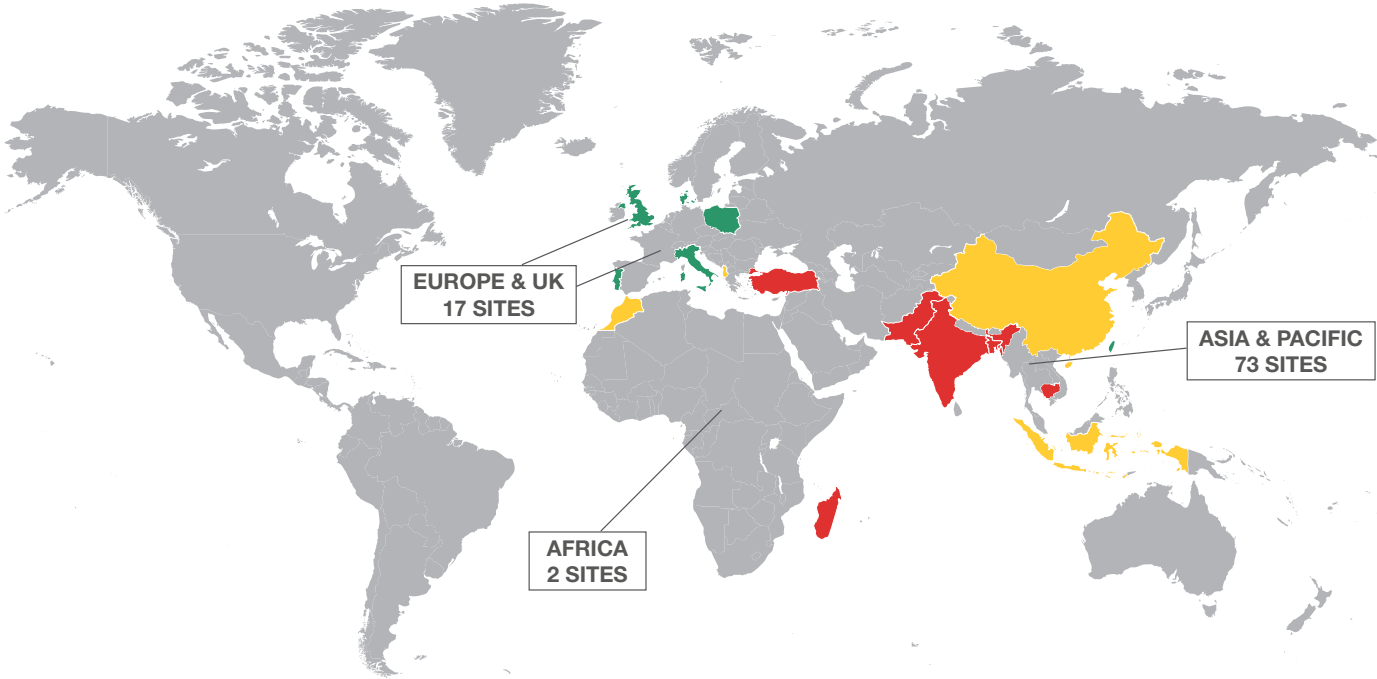 EUROPE & UK
17 SITES
ASIA & PACIFIC
73 SITES
AFRICA
2 SITES